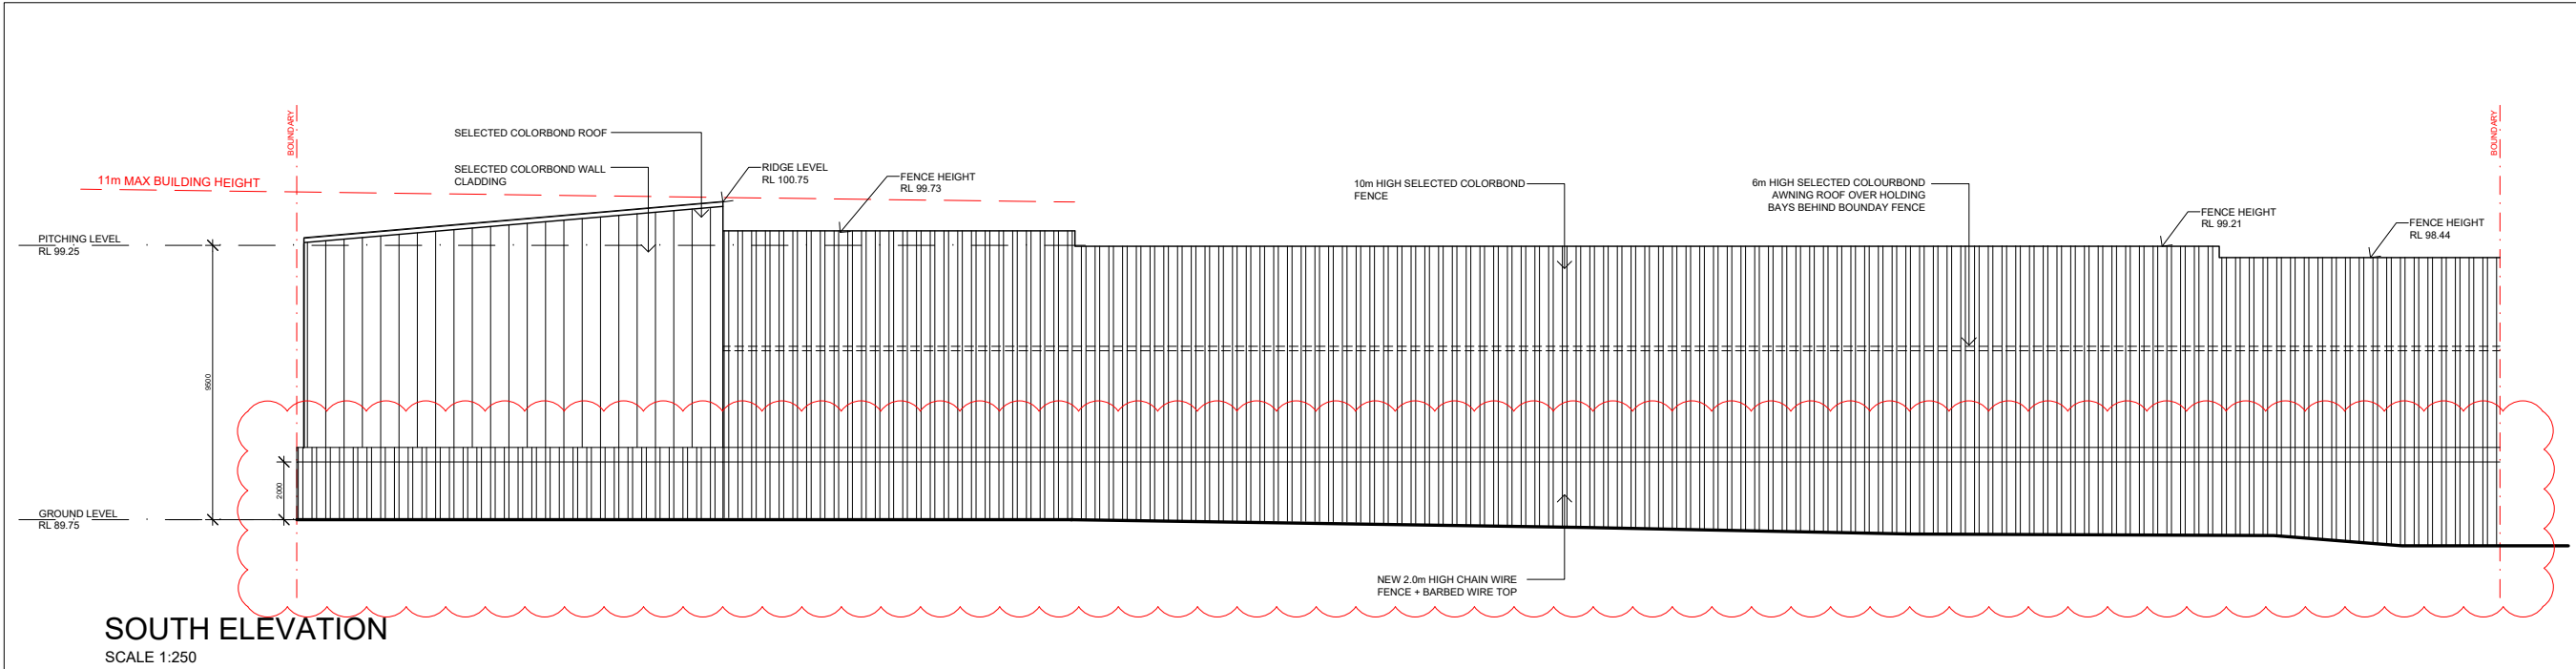 BOUNDARY
BOUNDARY
SELECTED COLORBOND ROOF
SELECTED COLORBOND WALL
CLADDING
RIDGE LEVEL
RL 100.75
FENCE HEIGHT
RL 99.73
11m MAX BUILDING HEIGHT
10m HIGH SELECTED COLORBOND
FENCE
6m HIGH SELECTED COLOURBOND
AWNING ROOF OVER HOLDING
BAYS BEHIND BOUNDAY FENCE
FENCE HEIGHT
RL 99.21
FENCE HEIGHT
RL 98.44
PITCHING LEVEL
RL 99.25
9500
2000
GROUND LEVEL
RL 89.75
NEW 2.0m HIGH CHAIN WIRE
FENCE + BARBED WIRE TOP
SOUTH ELEVATION
SCALE 1:250